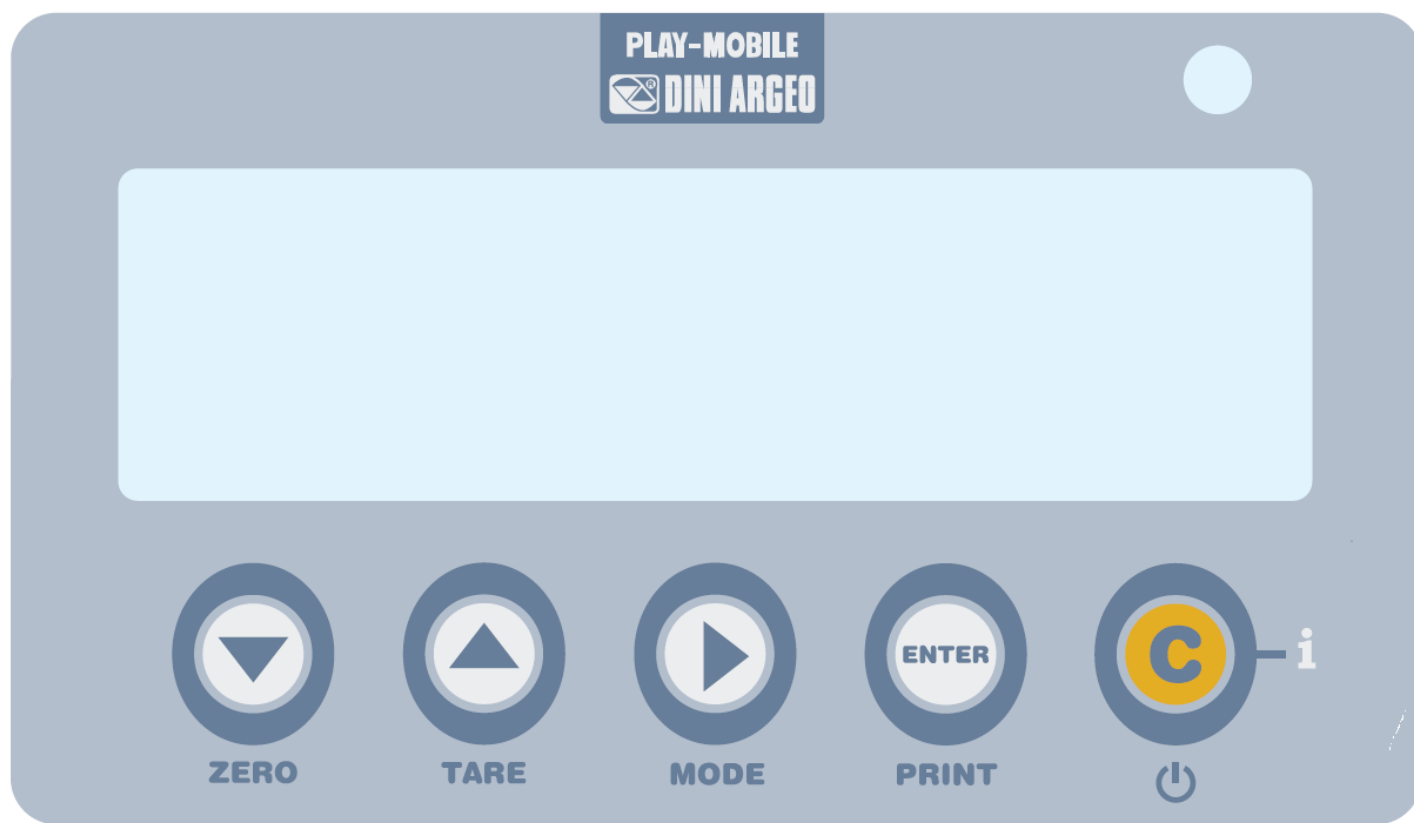 PLAY-MOBILE
® DINI ARGEO
ENTER
C
i
ZERO
TARE
MODE
PRINT